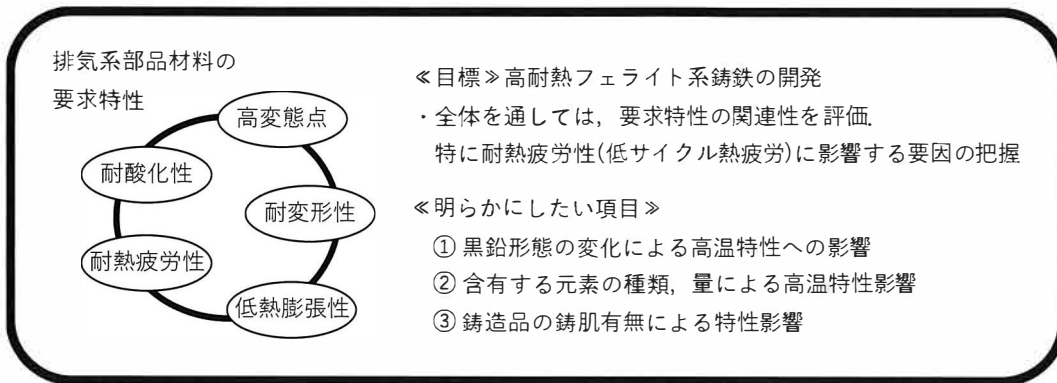 排気系部品材料の
要求特性
高変態点
耐酸化性
耐変形性
耐熱疲労性
低熱膨張性
≪目標≫高耐熱フェライト系鋳鉄の開発
・全体を通しては，要求特性の関連性を評価．
特に耐熱疲労性(低サイクル熱疲労)に影響する要因の把握
≪明らかにしたい項目≫
① 黒鉛形態の変化による高温特性への影響
② 含有する元素の種類，量による高温特性影響
③ 鋳造品の鋳肌有無による特性影響